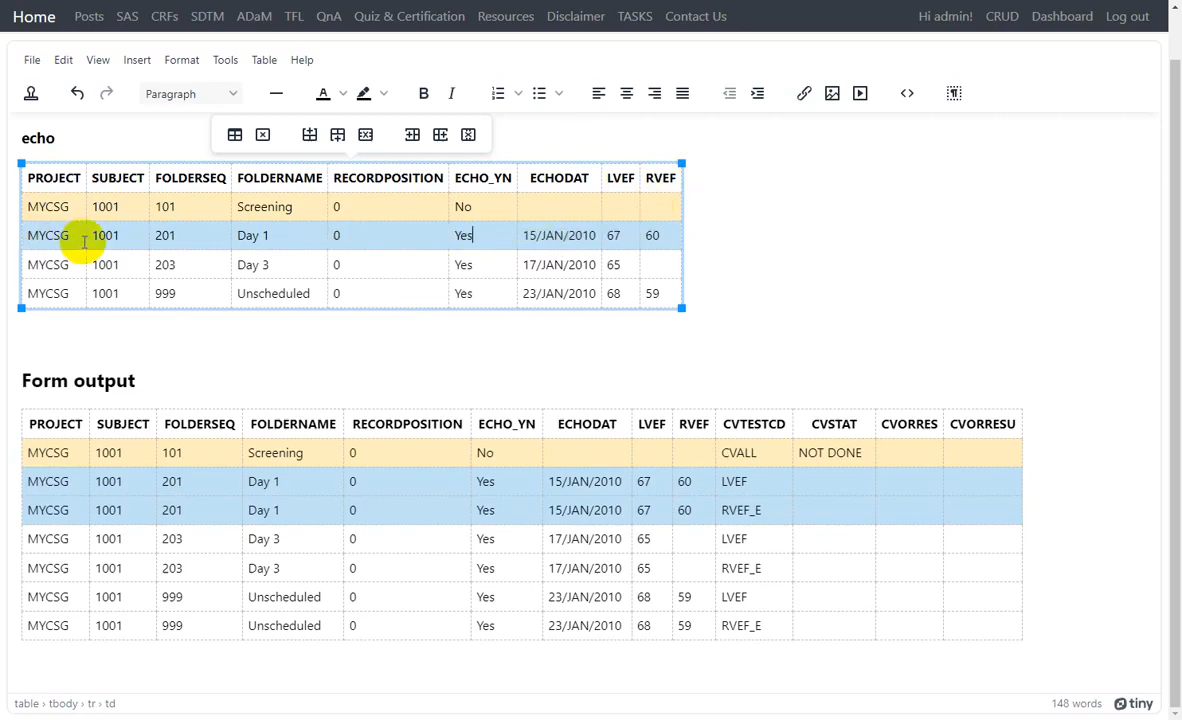 Home Posts SAS CRFs SDTM ADaM TFL QnA Quiz & Certification Resources Disclaimer TASKS Contact Us Hi admin! CRUD Dashboard Log out
File Edit View Insert Format Tools Table Help
Paragraph A B I
echo
PROJECT SUBJECT FOLDERSEQ FOLDERNAME RECORDPOSITION ECHO_YN ECHODAT LVEF RVEF
MYCSG 1001 101 Screening 0 No
MYCSG 1001 201 Day 1 0 Yes 15/JAN/2010 67 60
MYCSG 1001 203 Day 3 0 Yes 17/JAN/2010 65
MYCSG 1001 999 Unscheduled 0 Yes 23/JAN/2010 68 59
Form output
PROJECT SUBJECT FOLDERSEQ FOLDERNAME RECORDPOSITION ECHO_YN ECHODAT LVEF RVEF CVTESTCD CVSTAT CVORRES CVORRESU
MYCSG 1001 101 Screening 0 No CVALL NOT DONE
MYCSG 1001 201 Day 1 0 Yes 15/JAN/2010 67 60 LVEF
MYCSG 1001 201 Day 1 0 Yes 15/JAN/2010 67 60 RVEF_E
MYCSG 1001 203 Day 3 0 Yes 17/JAN/2010 65 LVEF
MYCSG 1001 203 Day 3 0 Yes 17/JAN/2010 65 RVEF_E
MYCSG 1001 999 Unscheduled 0 Yes 23/JAN/2010 68 59 LVEF
MYCSG 1001 999 Unscheduled 0 Yes 23/JAN/2010 68 59 RVEF_E
table › tbody › tr › td 148 words tiny